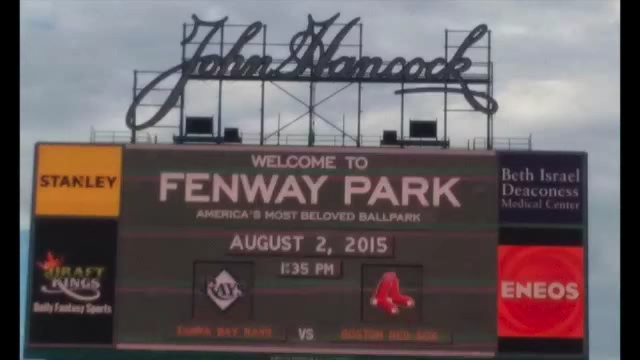 John Hancock
WELCOME TO
FENWAY PARK
AMERICA'S MOST BELOVED BALLPARK
AUGUST 2, 2015
1:35 PM
RAYS
TAMPA BAY RAYS VS BOSTON RED SOX
STANLEY
DRAFT
KINGS
Daily Fantasy Sports
Beth Israel
Deaconess
Medical Center
ENEOS